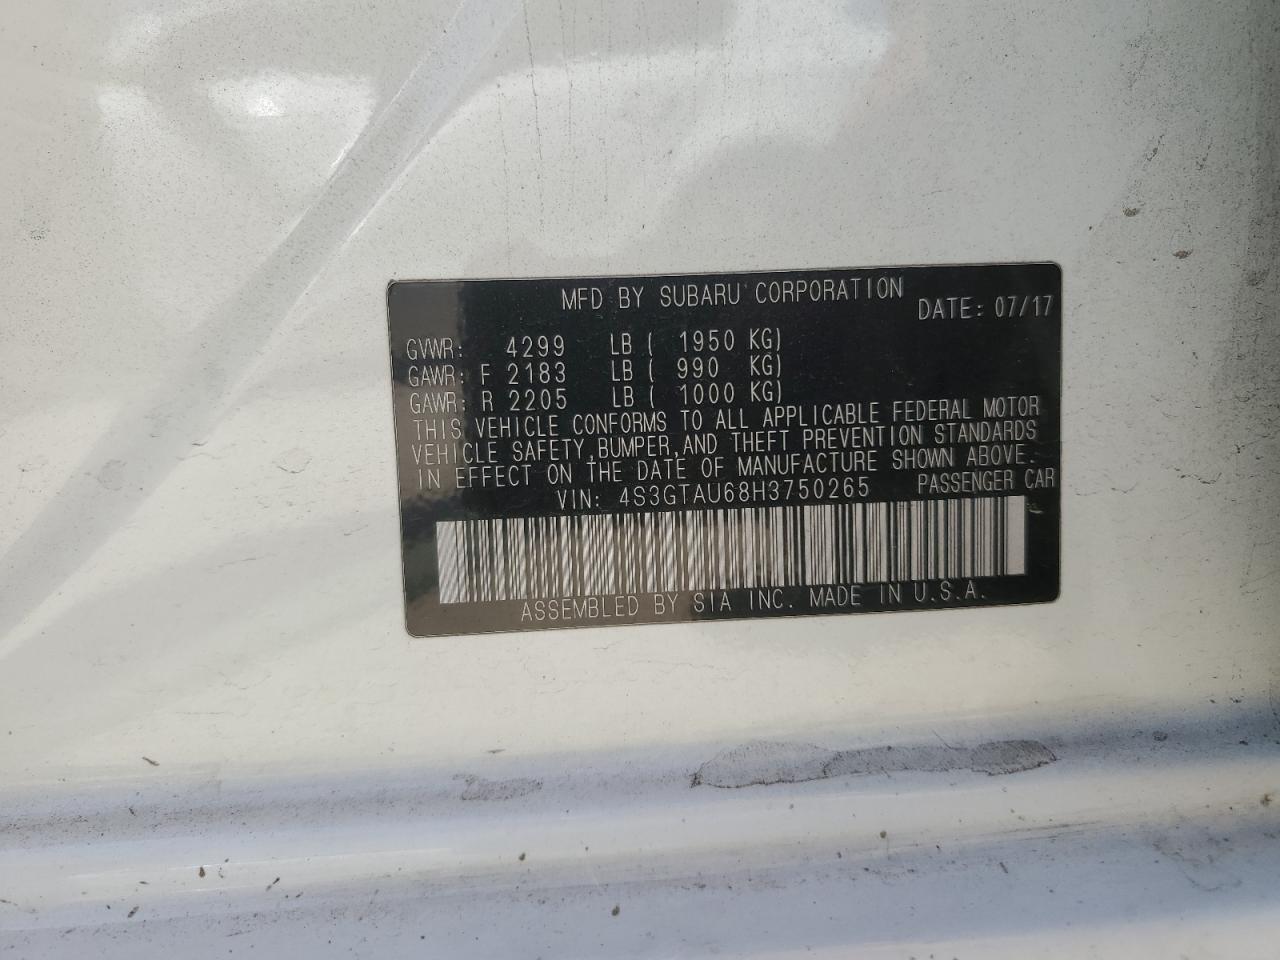 MFD BY SUBARU CORPORATION
DATE: 07/17
GVWR: 4299 LB ( 1950 KG)
GAWR: F 2183 LB ( 990 KG)
GAWR: R 2205 LB ( 1000 KG)
THIS VEHICLE CONFORMS TO ALL APPLICABLE FEDERAL MOTOR
VEHICLE SAFETY,BUMPER,AND THEFT PREVENTION STANDARDS
IN EFFECT ON THE DATE OF MANUFACTURE SHOWN ABOVE.
VIN: 4S3GTAU68H3750265 PASSENGER CAR
ASSEMBLED BY SIA INC. MADE IN U.S.A.